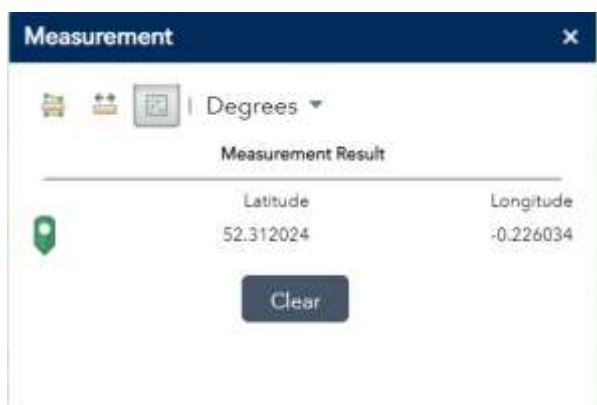 Measurement ×
Degrees
Measurement Result
Latitude Longitude
52.312024 -0.226034
Clear